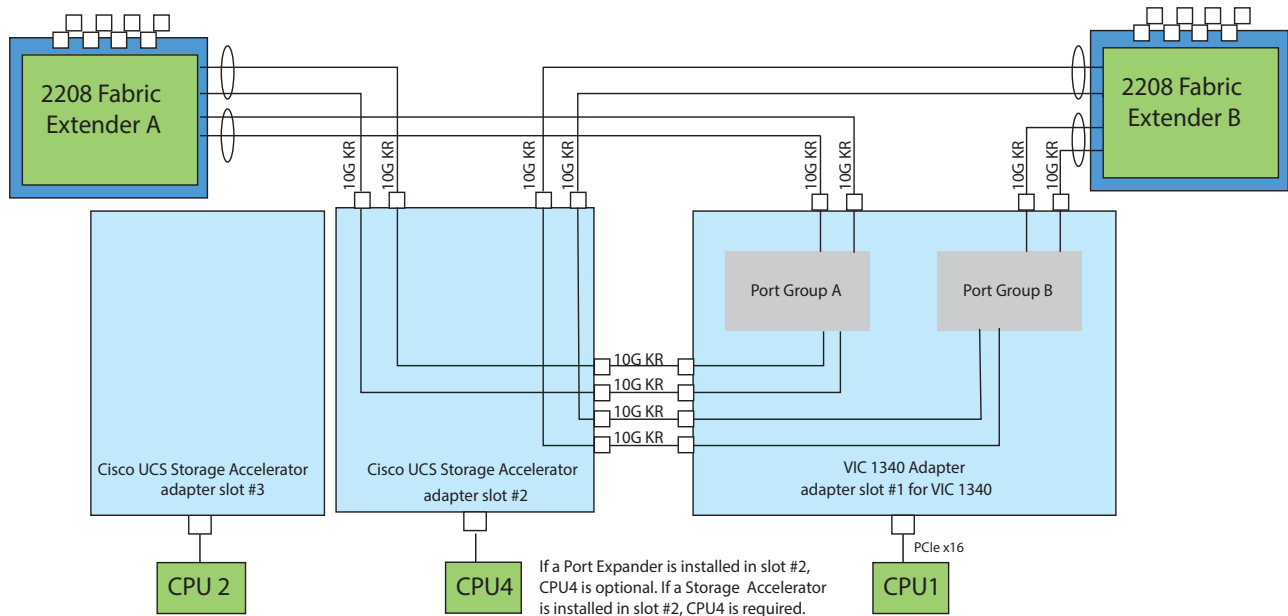 2208 Fabric
Extender A
2208 Fabric
Extender B
10G KR
10G KR
10G KR
10G KR
10G KR
10G KR
10G KR
10G KR
Port Group A
Port Group B
10G KR
10G KR
10G KR
10G KR
Cisco UCS Storage Accelerator
adapter slot #3
Cisco UCS Storage Accelerator
adapter slot #2
VIC 1340 Adapter
adapter slot #1 for VIC 1340
PCIe x16
CPU 2
CPU4
If a Port Expander is installed in slot #2,
CPU4 is optional. If a Storage Accelerator
is installed in slot #2, CPU4 is required.
CPU1